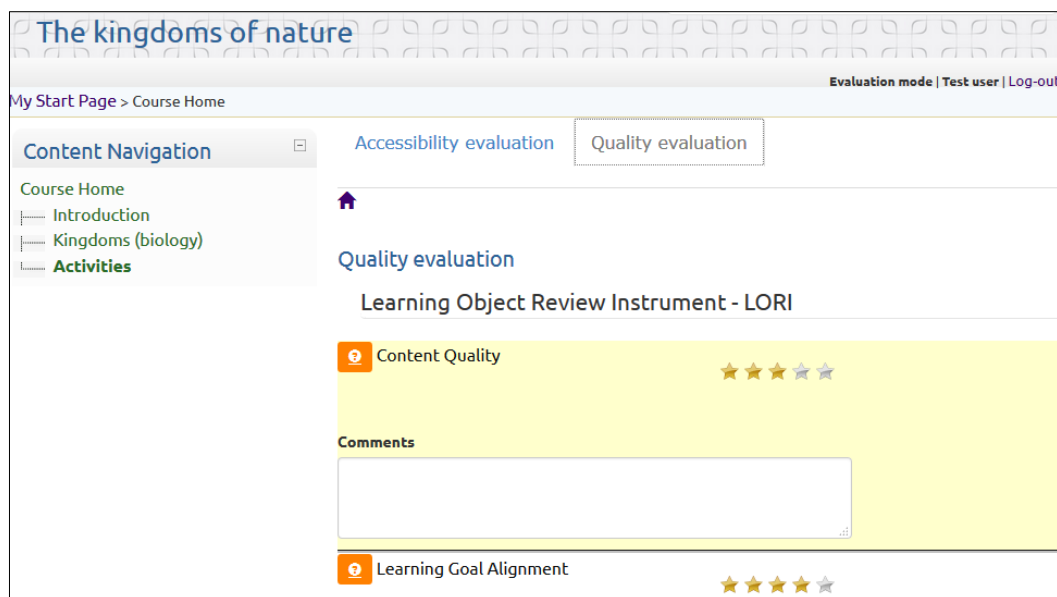 The kingdoms of nature
Evaluation mode | Test user | Log-out
My Start Page > Course Home
Content Navigation
Course Home
Introduction
Kingdoms (biology)
Activities
Accessibility evaluation
Quality evaluation
Quality evaluation
Learning Object Review Instrument - LORI
Content Quality
Comments
Learning Goal Alignment